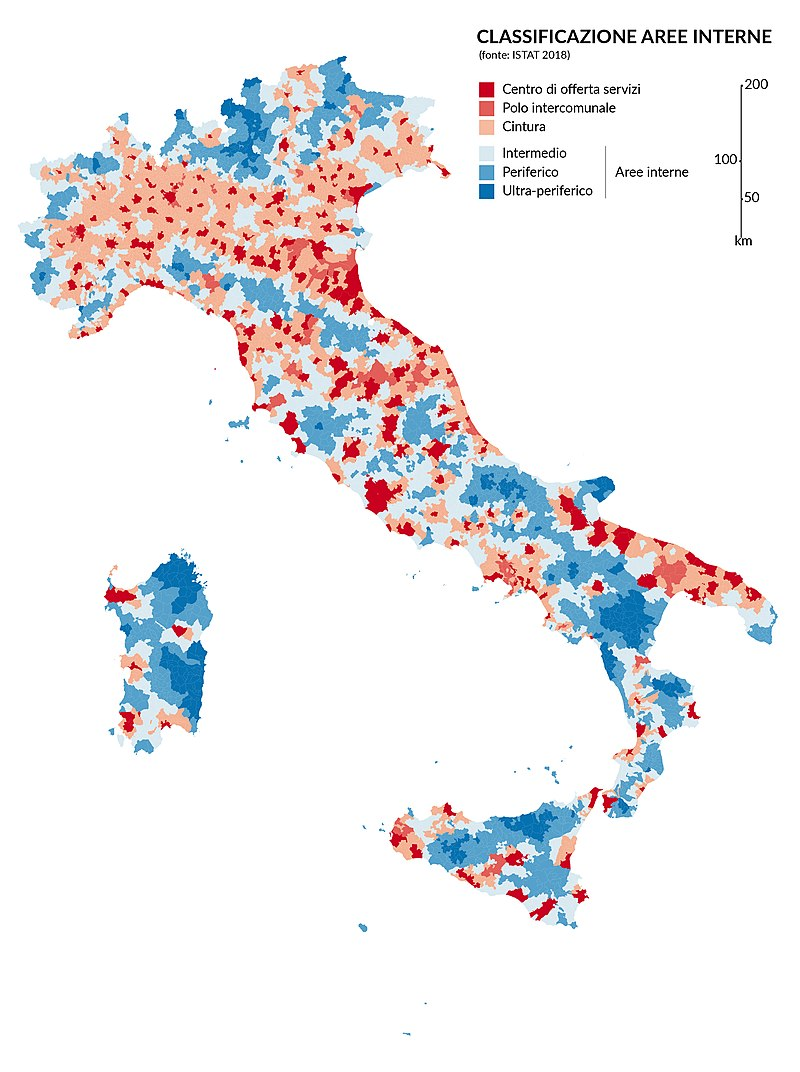 CLASSIFICAZIONE AREE INTERNE
(fonte: ISTAT 2018)
Centro di offerta servizi
Polo intercomunale
Cintura
Intermedio
Periferico
Aree interne
Ultra-periferico
200
100
50
km